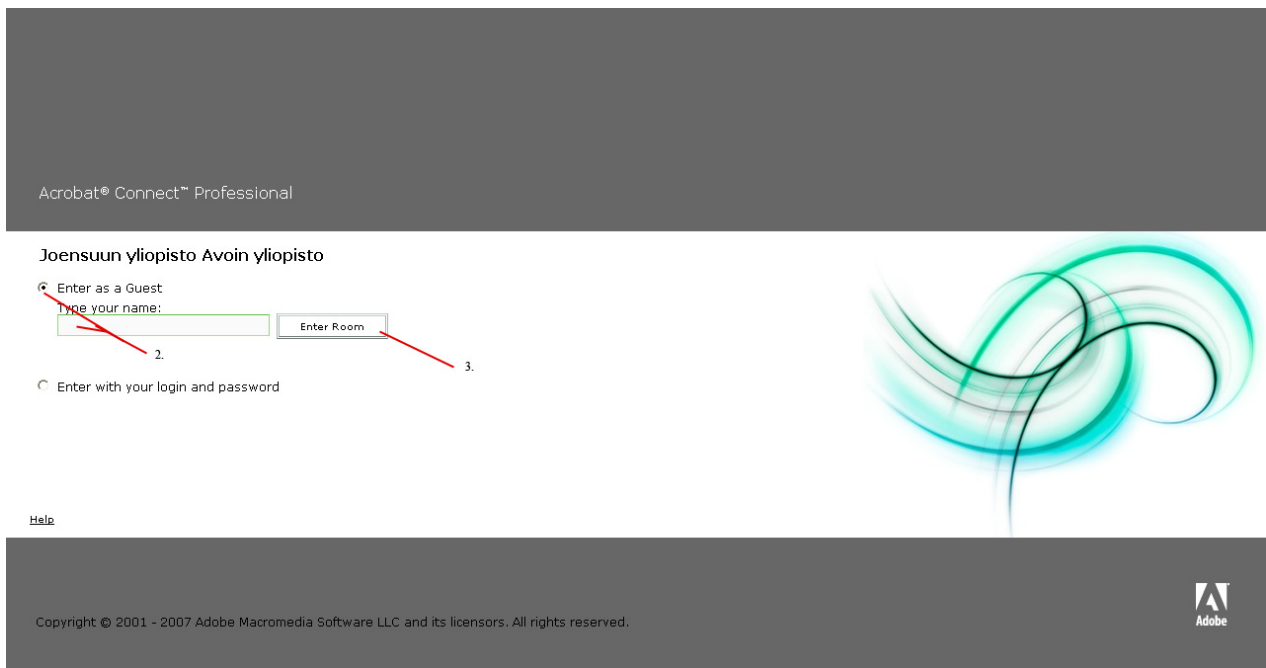 Acrobat® Connect™ Professional
Joensuun yliopisto Avoin yliopisto
Enter as a Guest
Type your name:
Enter Room
2.
3.
Enter with your login and password
Help
Copyright © 2001 - 2007 Adobe Macromedia Software LLC and its licensors. All rights reserved.
Adobe